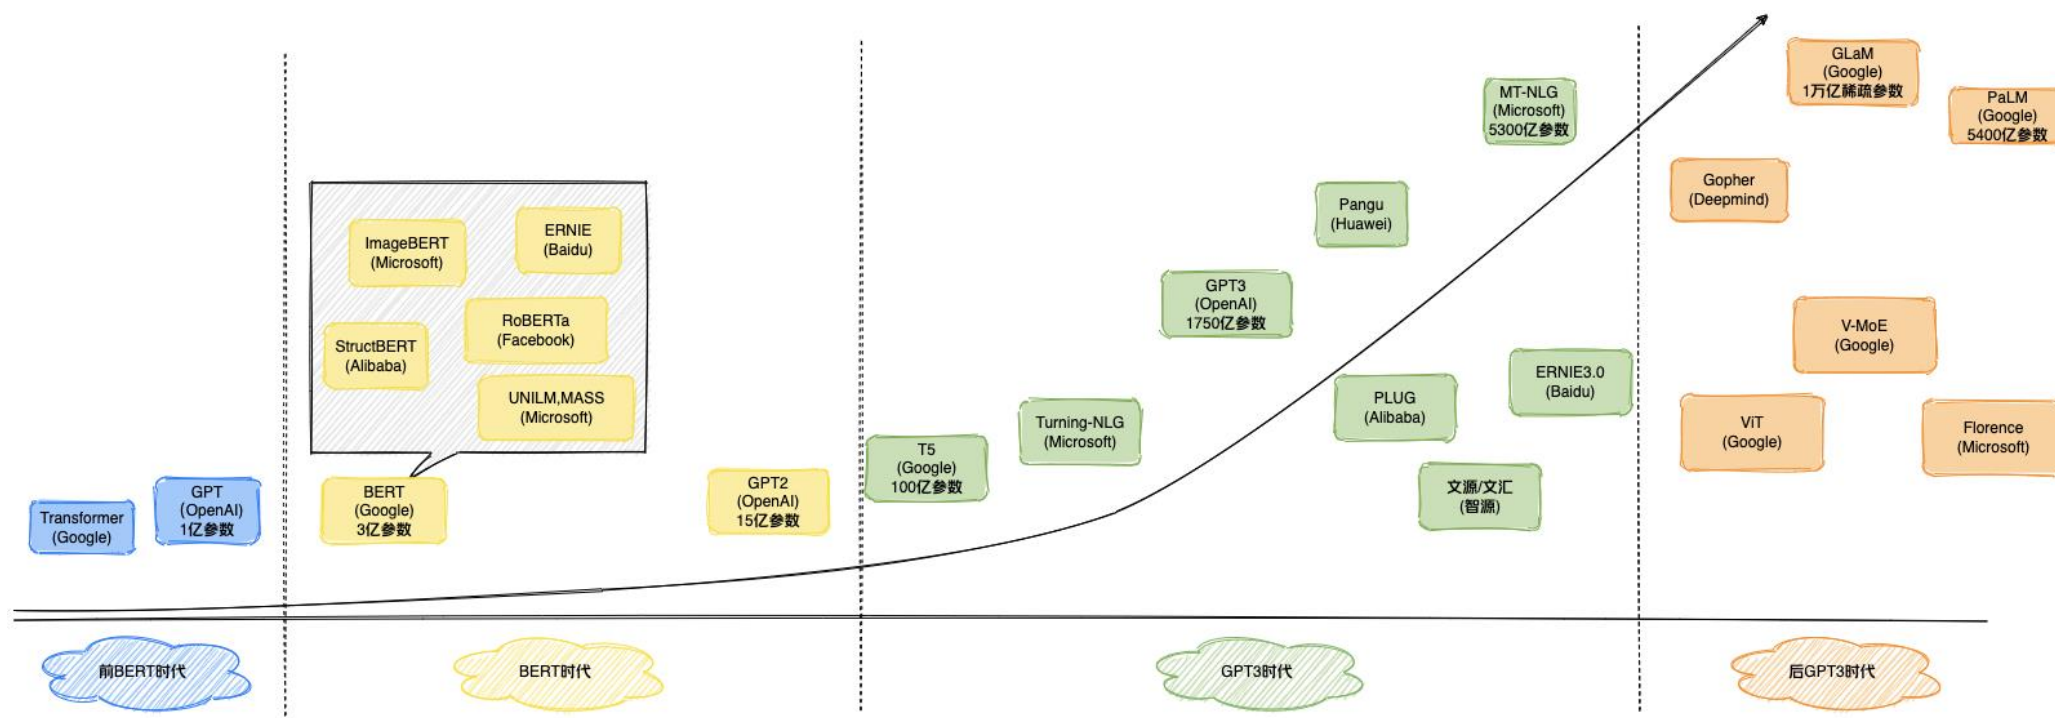 Transformer
(Google)
GPT
(OpenAI)
1亿参数
ImageBERT
(Microsoft)
ERNIE
(Baidu)
StructBERT
(Alibaba)
RoBERTa
(Facebook)
UNILM,MASS
(Microsoft)
BERT
(Google)
3亿参数
GPT2
(OpenAI)
15亿参数
T5
(Google)
100亿参数
Turning-NLG
(Microsoft)
GPT3
(OpenAI)
1750亿参数
Pangu
(Huawei)
MT-NLG
(Microsoft)
5300亿参数
PLUG
(Alibaba)
ERNIE3.0
(Baidu)
文源/文汇
(智源)
GLaM
(Google)
1万亿稀疏参数
PaLM
(Google)
5400亿参数
Gopher
(Deepmind)
V-MoE
(Google)
ViT
(Google)
Florence
(Microsoft)
前BERT时代
BERT时代
GPT3时代
后GPT3时代